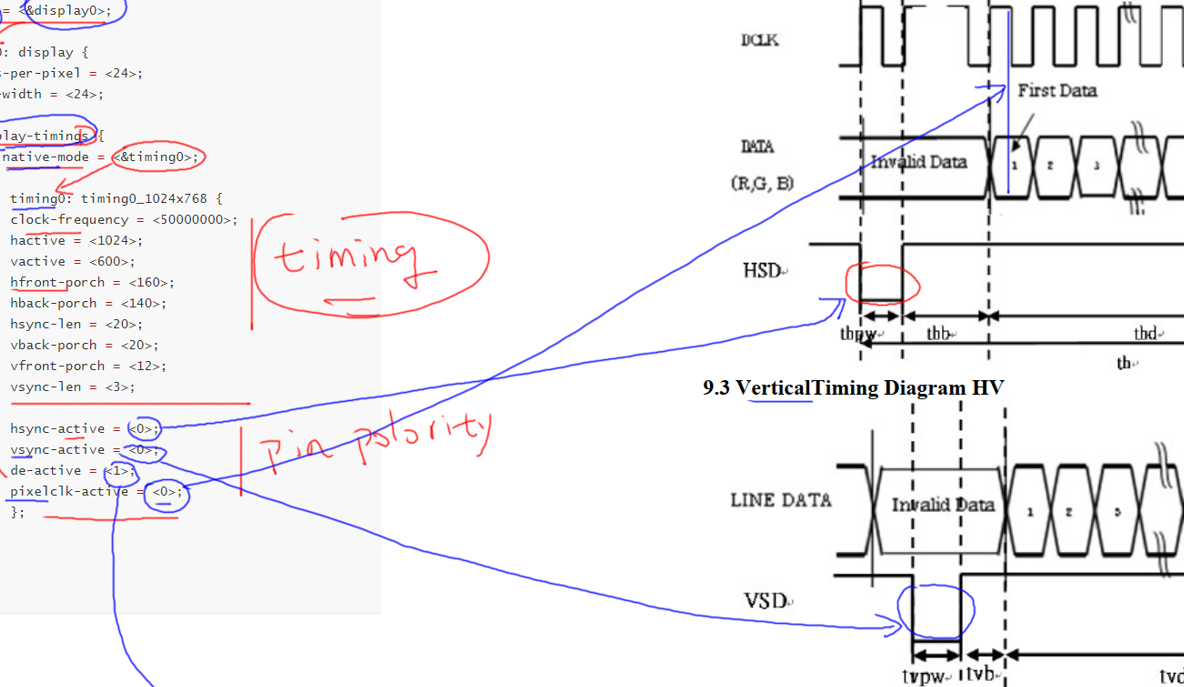 = <&display0>;
0: display {
s-per-pixel = <24>;
-width = <24>;
play-timings {
native-mode = <&timing0>;
timing0: timing0_1024x768 {
clock-frequency = <50000000>;
hactive = <1024>;
vactive = <600>;
hfront-porch = <160>;
hback-porch = <140>;
hsync-len = <20>;
vback-porch = <20>;
vfront-porch = <12>;
vsync-len = <3>;
hsync-active = <0>;
vsync-active = <0>;
de-active = <1>;
pixelclk-active = <0>;
};
timing
pin polority
DCLK
First Data
DATA
(R,G, B)
Invalid Data
1 2 3
HSD
thpw thb thd
th
9.3 VerticalTiming Diagram HV
LINE DATA
Invalid Data
1 2 3
VSD
tvpw tvb tvd